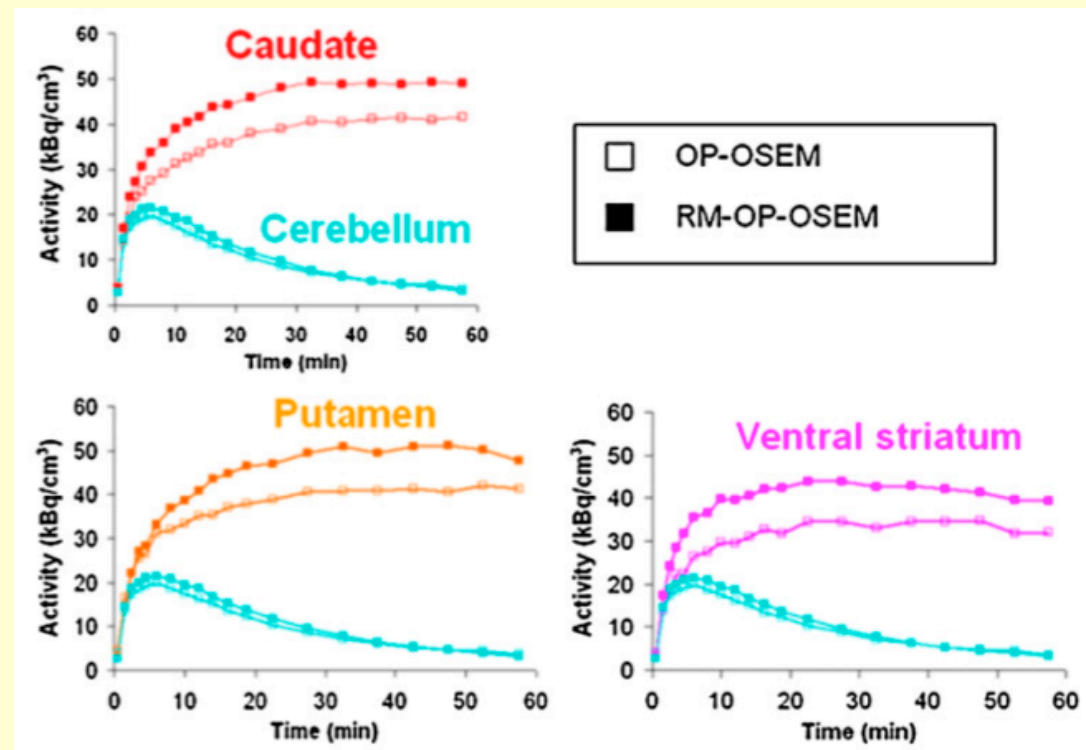 Caudate
Cerebellum
Activity (kBq/cm³)
60
50
40
30
20
10
0
0 10 20 30 40 50 60
Time (min)
OP-OSEM
RM-OP-OSEM
Putamen
Activity (kBq/cm³)
60
50
40
30
20
10
0
0 10 20 30 40 50 60
Time (min)
Ventral striatum
Activity (kBq/cm³)
60
50
40
30
20
10
0
0 10 20 30 40 50 60
Time (min)